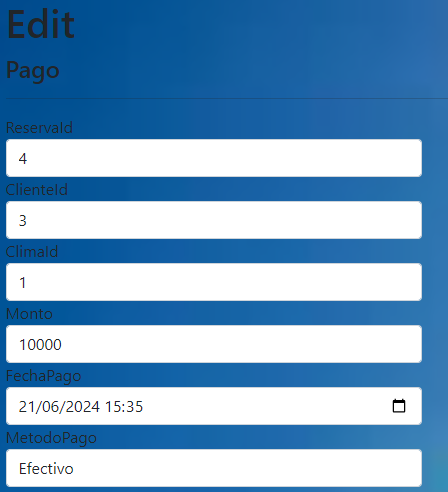 Edit
Pago
ReservaId
4
ClienteId
3
ClimaId
1
Monto
10000
FechaPago
21/06/2024 15:35
MetodoPago
Efectivo